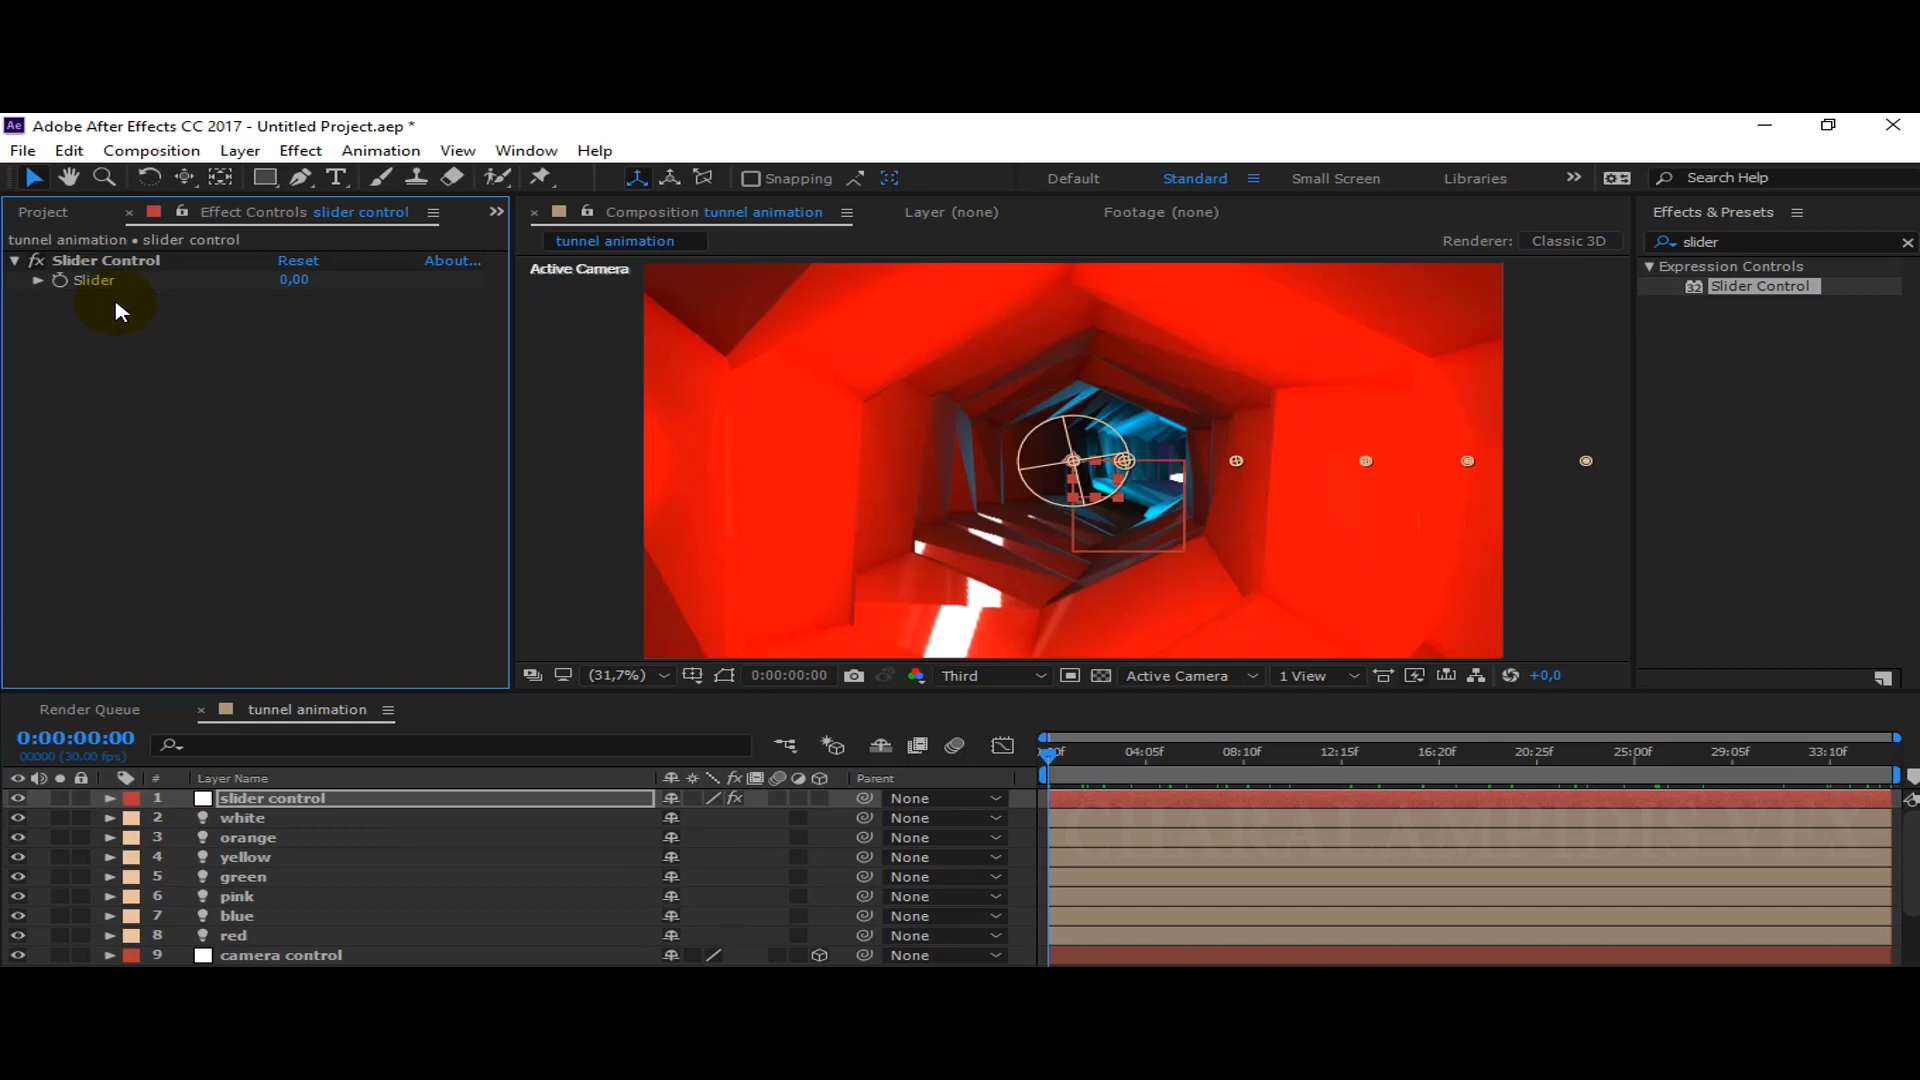 Ae Adobe After Effects CC 2017 - Untitled Project.aep *
File Edit Composition Layer Effect Animation View Window Help
Snapping Default Standard Small Screen Libraries Search Help
Project Effect Controls slider control
tunnel animation • slider control
fx Slider Control Reset About...
Slider 0,00
Composition tunnel animation Layer (none) Footage (none)
tunnel animation Renderer: Classic 3D
Active Camera
Effects & Presets
slider
Expression Controls
32 Slider Control
(31,7%) 0:00:00:00 Third Active Camera 1 View +0,0
Render Queue tunnel animation
0:00:00:00
00000 (30.00 fps)
04:05f 08:10f 12:15f 16:20f 20:25f 25:00f 29:05f 33:10f
# Layer Name fx Parent
1 slider control fx None
2 white None
3 orange None
4 yellow None
5 green None
6 pink None
7 blue None
8 red None
9 camera control None